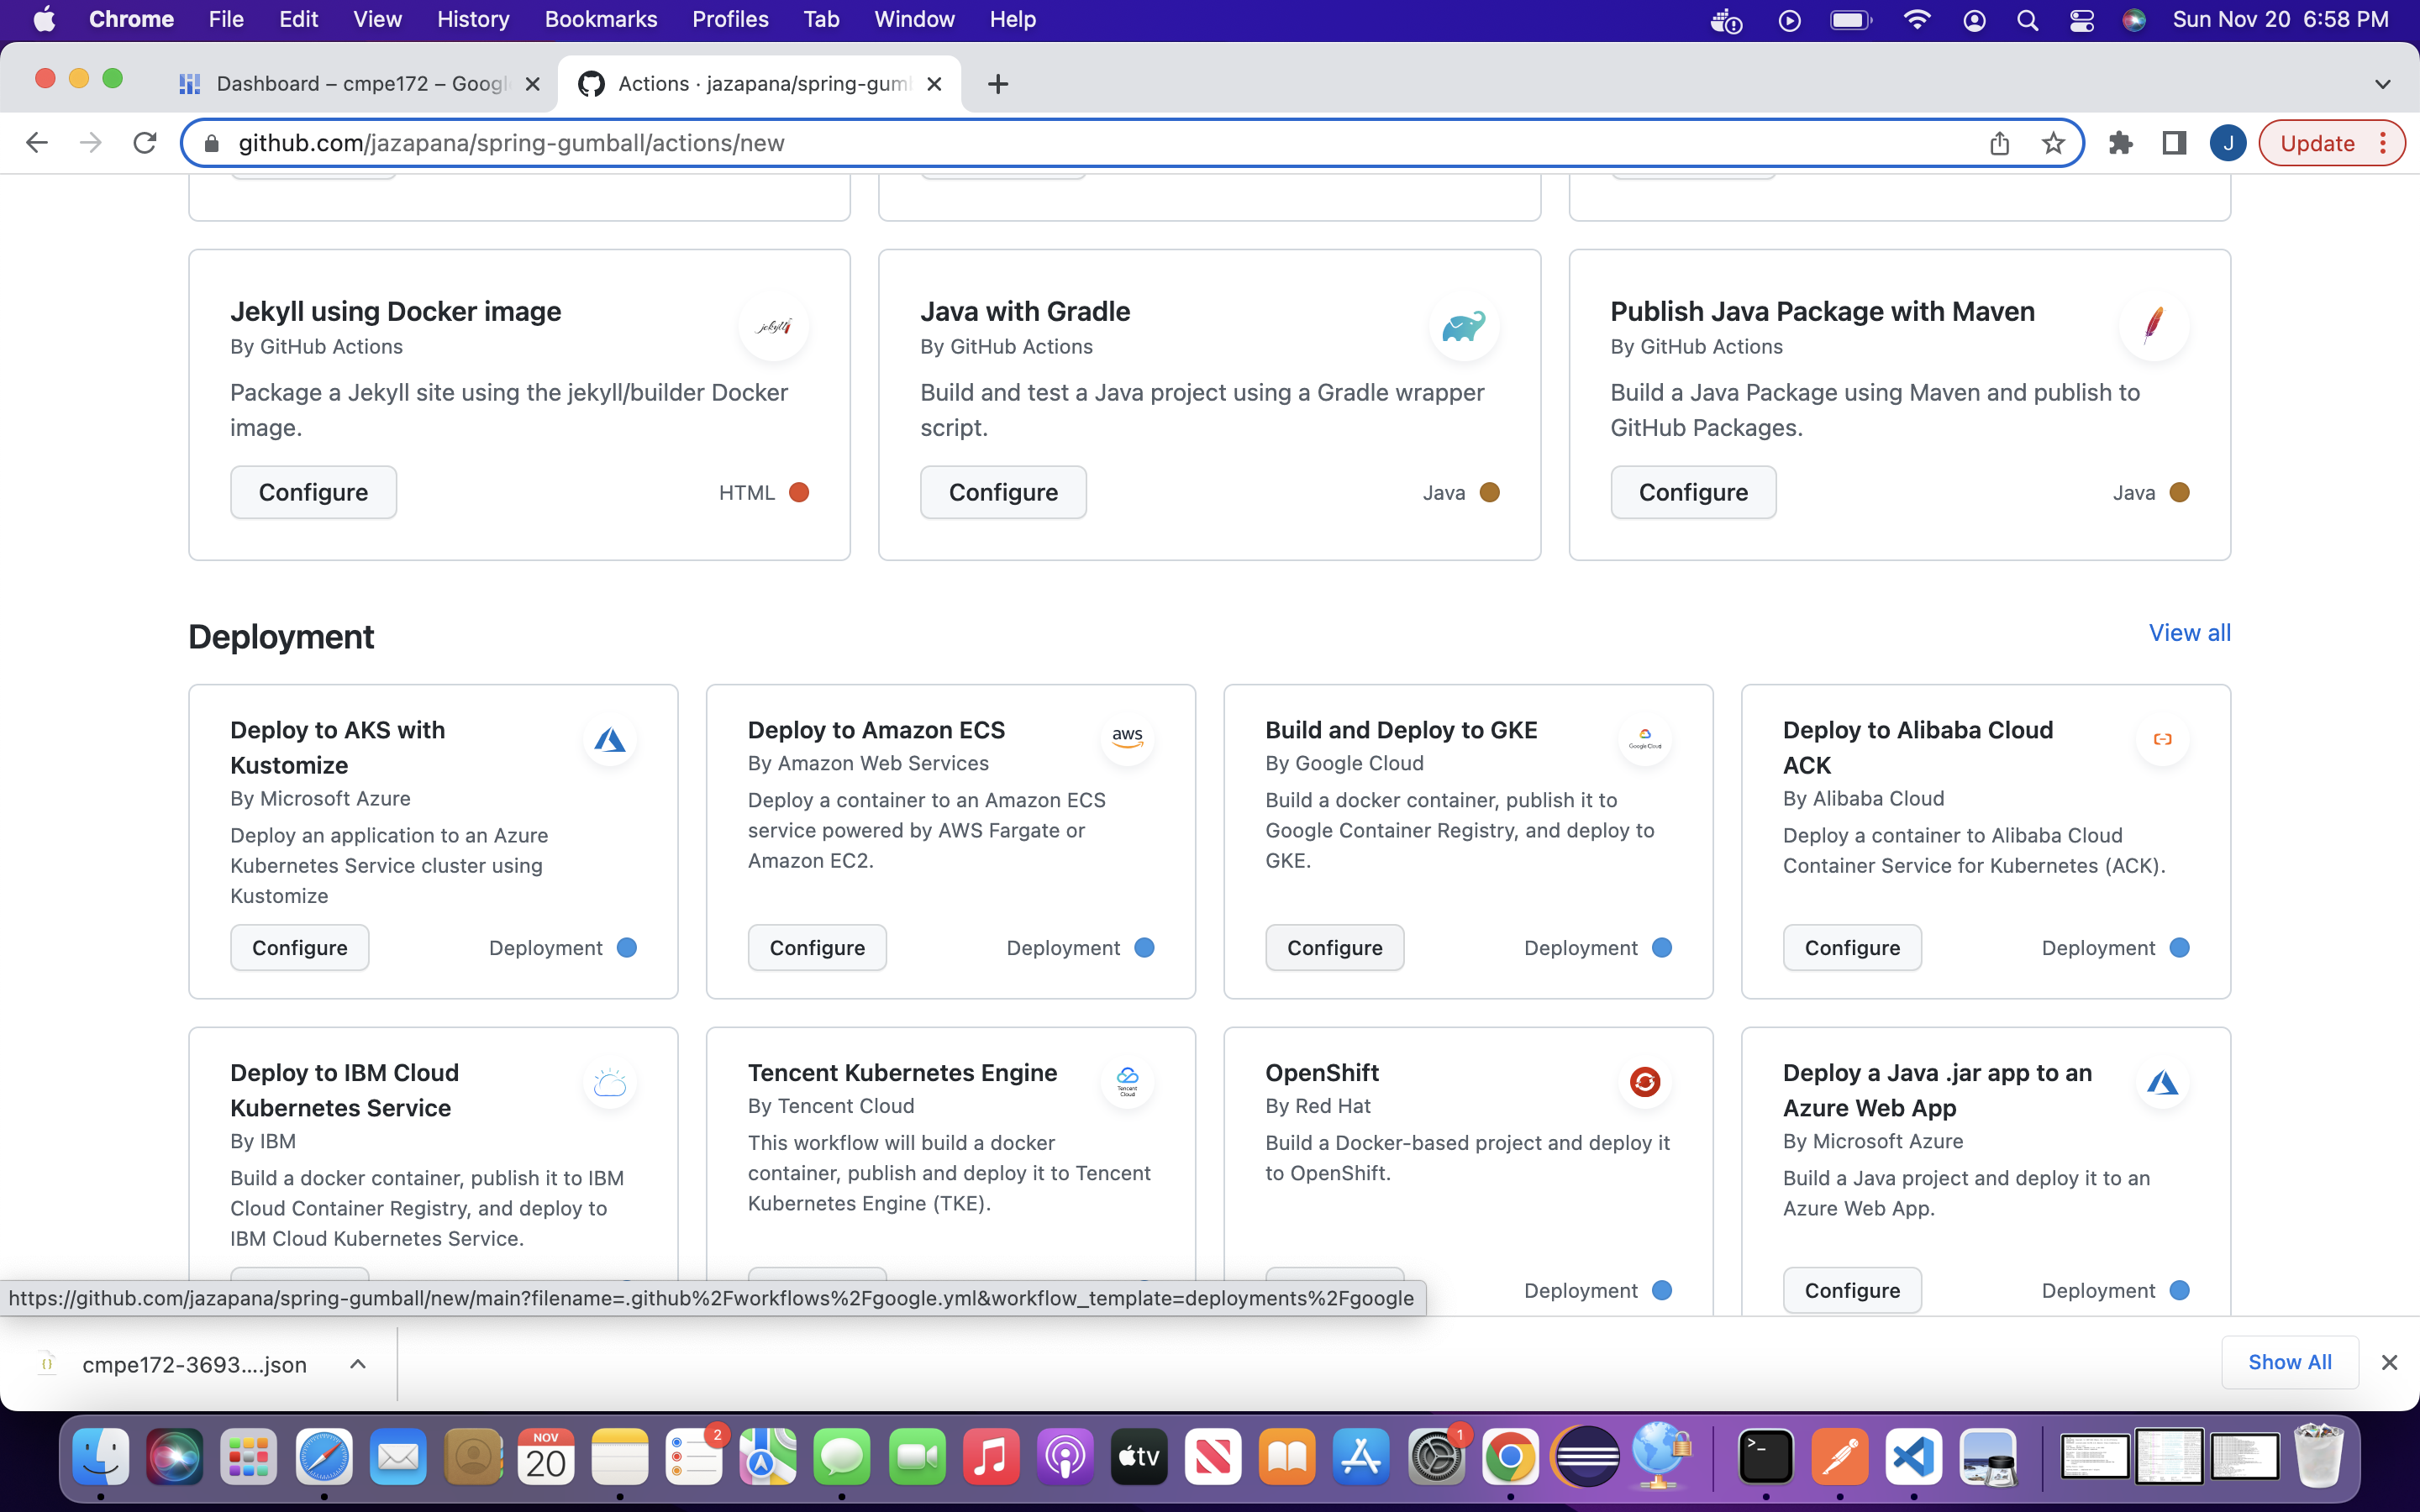 Chrome File Edit View History Bookmarks Profiles Tab Window Help Sun Nov 20 6:58 PM
Dashboard – cmpe172 – Googl Actions · jazapana/spring-gum
github.com/jazapana/spring-gumball/actions/new J Update
Jekyll using Docker image
By GitHub Actions
Package a Jekyll site using the jekyll/builder Docker
image.
Configure HTML
jekyll
Java with Gradle
By GitHub Actions
Build and test a Java project using a Gradle wrapper
script.
Configure Java
Publish Java Package with Maven
By GitHub Actions
Build a Java Package using Maven and publish to
GitHub Packages.
Configure Java
Deployment View all
Deploy to AKS with
Kustomize
By Microsoft Azure
Deploy an application to an Azure
Kubernetes Service cluster using
Kustomize
Configure Deployment
Deploy to Amazon ECS
aws
By Amazon Web Services
Deploy a container to an Amazon ECS
service powered by AWS Fargate or
Amazon EC2.
Configure Deployment
Build and Deploy to GKE
Google Cloud
By Google Cloud
Build a docker container, publish it to
Google Container Registry, and deploy to
GKE.
Configure Deployment
Deploy to Alibaba Cloud
ACK
By Alibaba Cloud
Deploy a container to Alibaba Cloud
Container Service for Kubernetes (ACK).
Configure Deployment
Deploy to IBM Cloud
Kubernetes Service
By IBM
Build a docker container, publish it to IBM
Cloud Container Registry, and deploy to
IBM Cloud Kubernetes Service.
Tencent Kubernetes Engine
Tencent
Cloud
By Tencent Cloud
This workflow will build a docker
container, publish and deploy it to Tencent
Kubernetes Engine (TKE).
OpenShift
By Red Hat
Build a Docker-based project and deploy it
to OpenShift.
Deployment
Deploy a Java .jar app to an
Azure Web App
By Microsoft Azure
Build a Java project and deploy it to an
Azure Web App.
Configure Deployment
https://github.com/jazapana/spring-gumball/new/main?filename=.github%2Fworkflows%2Fgoogle.yml&workflow_template=deployments%2Fgoogle
cmpe172-3693....json Show All
NOV
20
2
tv
1